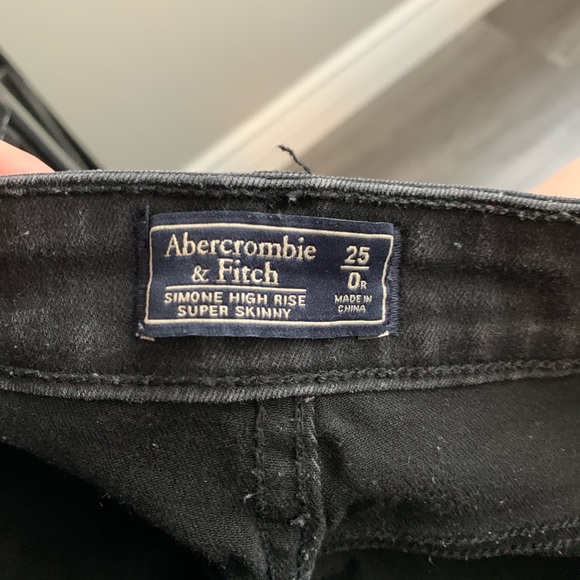 Abercrombie
& Fitch
SIMONE HIGH RISE
SUPER SKINNY
25
0R
MADE IN
CHINA